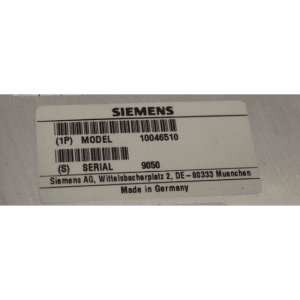 SIEMENS
(1P) MODEL 10046510
(S) SERIAL 9050
Siemens AG, Wittelsbacherplatz 2, DE-80333 Muenchen
Made in Germany